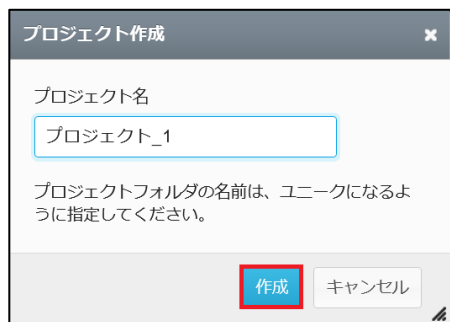 プロジェクト作成
プロジェクト名
プロジェクト_1
プロジェクトフォルダの名前は、ユニークになるよ
うに指定してください。
作成 キャンセル